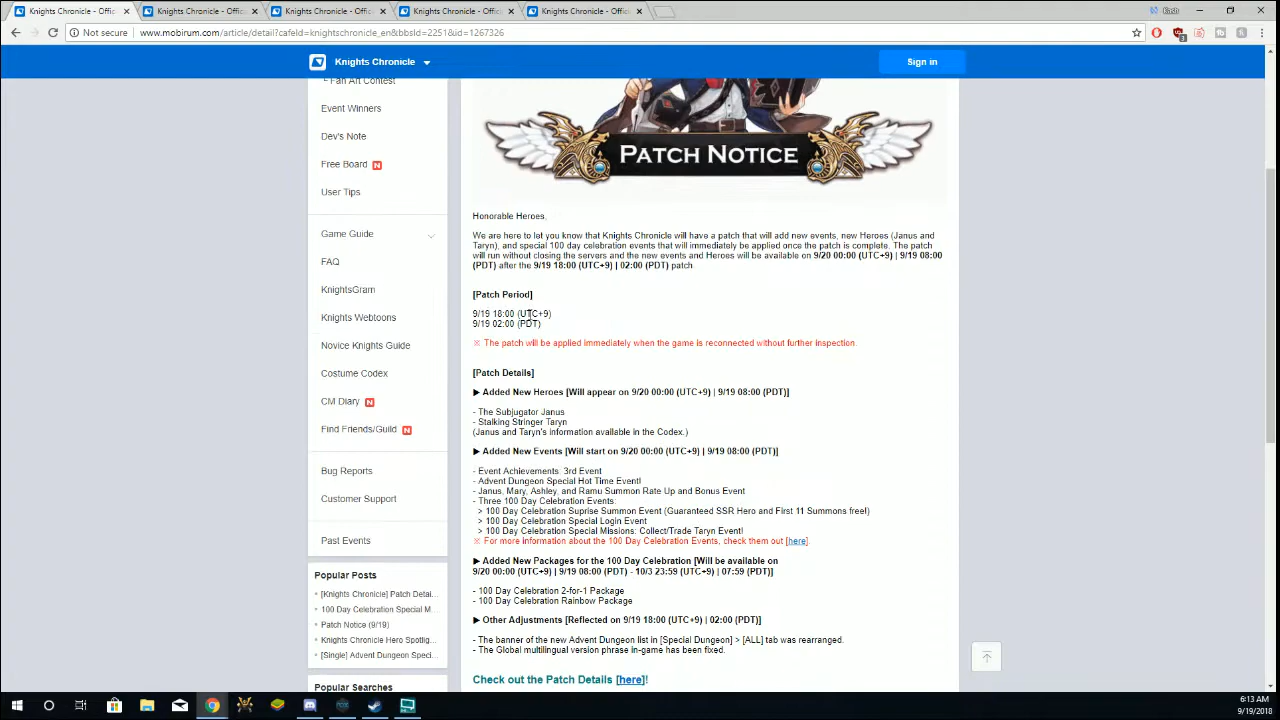 Knights Chronicle - Offi
Knights Chronicle - Offic
Knights Chronicle - Offic
Knights Chronicle - Offic
Knights Chronicle - Offic
Not secure | www.mobirum.com/article/detail?cafeId=knightschronicle_en&bbsId=2251&id=1267326
Knights Chronicle
Sign in
Fan Art Contest
Event Winners
Dev's Note
Free Board N
User Tips
Game Guide
FAQ
KnightsGram
Knights Webtoons
Novice Knights Guide
Costume Codex
CM Diary N
Find Friends/Guild N
Bug Reports
Customer Support
Past Events
Popular Posts
[Knights Chronicle] Patch Detai...
100 Day Celebration Special M...
Patch Notice (9/19)
Knights Chronicle Hero Spotlig...
[Single] Advent Dungeon Speci...
Popular Searches
PATCH NOTICE
Honorable Heroes,
We are here to let you know that Knights Chronicle will have a patch that will add new events, new Heroes (Janus and
Taryn), and special 100 day celebration events that will immediately be applied once the patch is complete. The patch
will run without closing the servers and the new events and Heroes will be available on 9/20 00:00 (UTC+9) | 9/19 08:00
(PDT) after the 9/19 18:00 (UTC+9) | 02:00 (PDT) patch
[Patch Period]
9/19 18:00 (UTC+9)
9/19 02:00 (PDT)
※ The patch will be applied immediately when the game is reconnected without further inspection.
[Patch Details]
▶ Added New Heroes [Will appear on 9/20 00:00 (UTC+9) | 9/19 08:00 (PDT)]
- The Subjugator Janus
- Stalking Stringer Taryn
(Janus and Taryn's information available in the Codex.)
▶ Added New Events [Will start on 9/20 00:00 (UTC+9) | 9/19 08:00 (PDT)]
- Event Achievements: 3rd Event
- Advent Dungeon Special Hot Time Event!
- Janus, Mary, Ashley, and Ramu Summon Rate Up and Bonus Event
- Three 100 Day Celebration Events:
> 100 Day Celebration Suprise Summon Event (Guaranteed SSR Hero and First 11 Summons free!)
> 100 Day Celebration Special Login Event
> 100 Day Celebration Special Missions: Collect/Trade Taryn Event!
※ For more information about the 100 Day Celebration Events, check them out [here].
▶ Added New Packages for the 100 Day Celebration [Will be available on
9/20 00:00 (UTC+9) | 9/19 08:00 (PDT) - 10/3 23:59 (UTC+9) | 07:59 (PDT)]
- 100 Day Celebration 2-for-1 Package
- 100 Day Celebration Rainbow Package
▶ Other Adjustments [Reflected on 9/19 18:00 (UTC+9) | 02:00 (PDT)]
- The banner of the new Advent Dungeon list in [Special Dungeon] > [ALL] tab was rearranged.
- The Global multilingual version phrase in-game has been fixed.
Check out the Patch Details [here]!
6:13 AM
9/19/2018